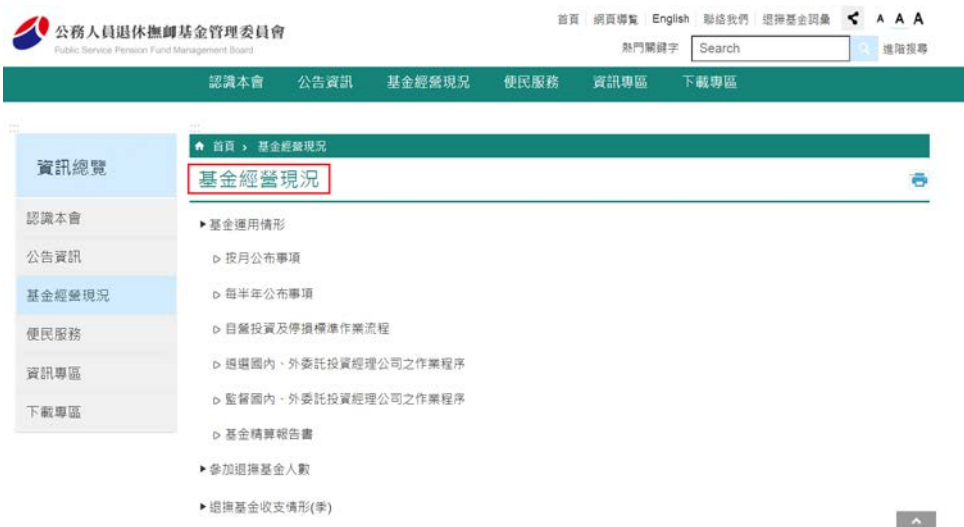 公務人員退休撫卹基金管理委員會
Public Service Pension Fund Management Board
首頁 網頁導覽 English 聯絡我們 退撫基金詞彙 A A A
熱門關鍵字 Search 進階搜尋
認識本會 公告資訊 基金經營現況 便民服務 資訊專區 下載專區
資訊總覽
認識本會
公告資訊
基金經營現況
便民服務
資訊專區
下載專區
首頁 › 基金經營現況
基金經營現況
基金運用情形
按月公布事項
每半年公布事項
自營投資及停損標準作業流程
遴選國內、外委託投資經理公司之作業程序
監督國內、外委託投資經理公司之作業程序
基金精算報告書
參加退撫基金人數
退撫基金收支情形(季)